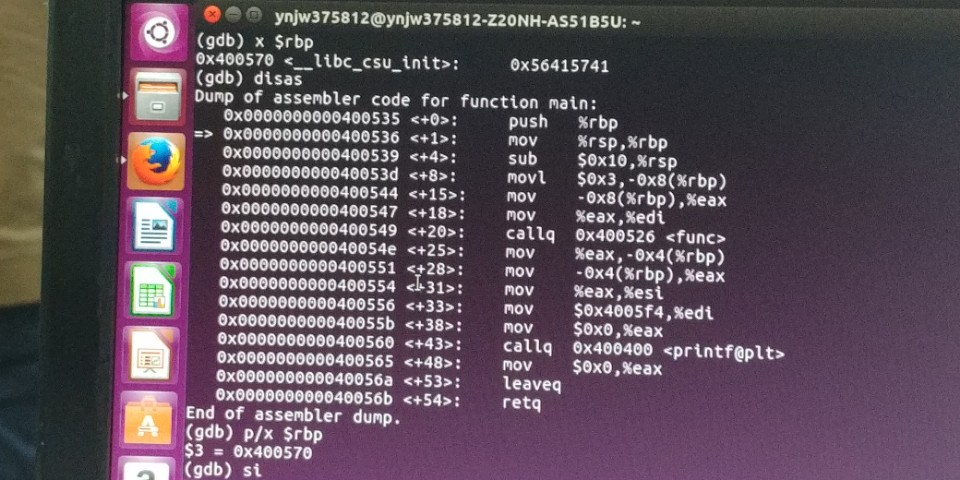 ynjw375812@ynjw375812-Z20NH-AS51B5U: ~
(gdb) x $rbp
0x400570 <__libc_csu_init>: 0x56415741
(gdb) disas
Dump of assembler code for function main:
0x0000000000400535 <+0>: push %rbp
=> 0x0000000000400536 <+1>: mov %rsp,%rbp
0x0000000000400539 <+4>: sub $0x10,%rsp
0x000000000040053d <+8>: movl $0x3,-0x8(%rbp)
0x0000000000400544 <+15>: mov -0x8(%rbp),%eax
0x0000000000400547 <+18>: mov %eax,%edi
0x0000000000400549 <+20>: callq 0x400526 <func>
0x000000000040054e <+25>: mov %eax,-0x4(%rbp)
0x0000000000400551 <+28>: mov -0x4(%rbp),%eax
0x0000000000400554 <+31>: mov %eax,%esi
0x0000000000400556 <+33>: mov $0x4005f4,%edi
0x000000000040055b <+38>: mov $0x0,%eax
0x0000000000400560 <+43>: callq 0x400400 <printf@plt>
0x0000000000400565 <+48>: mov $0x0,%eax
0x000000000040056a <+53>: leaveq
0x000000000040056b <+54>: retq
End of assembler dump.
(gdb) p/x $rbp
$3 = 0x400570
(gdb) si